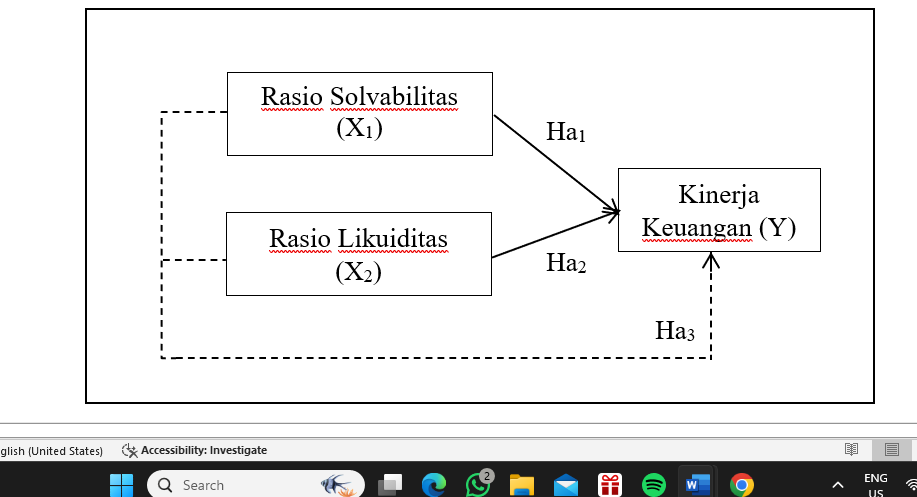 Rasio Solvabilitas
(X₁)
Ha₁
Kinerja
Keuangan (Y)
Rasio Likuiditas
(X₂)
Ha₂
Ha₃
glish (United States)
Accessibility: Investigate
Search
2
W
ENG
US